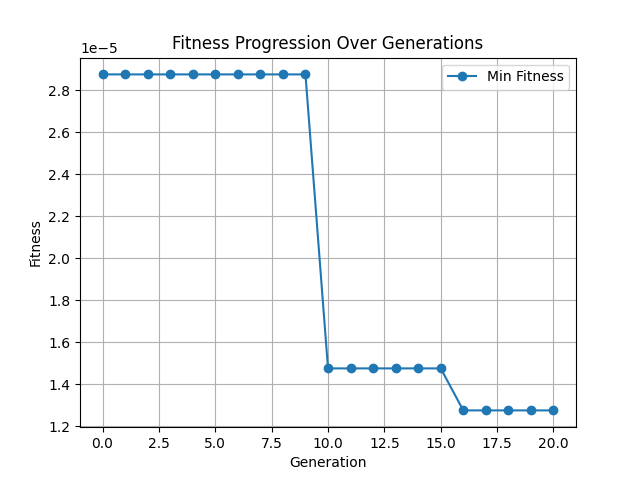 Fitness Progression Over Generations
1e−5
Min Fitness
2.8
2.6
2.4
2.2
2.0
1.8
1.6
1.4
1.2
Fitness
0.0 2.5 5.0 7.5 10.0 12.5 15.0 17.5 20.0
Generation